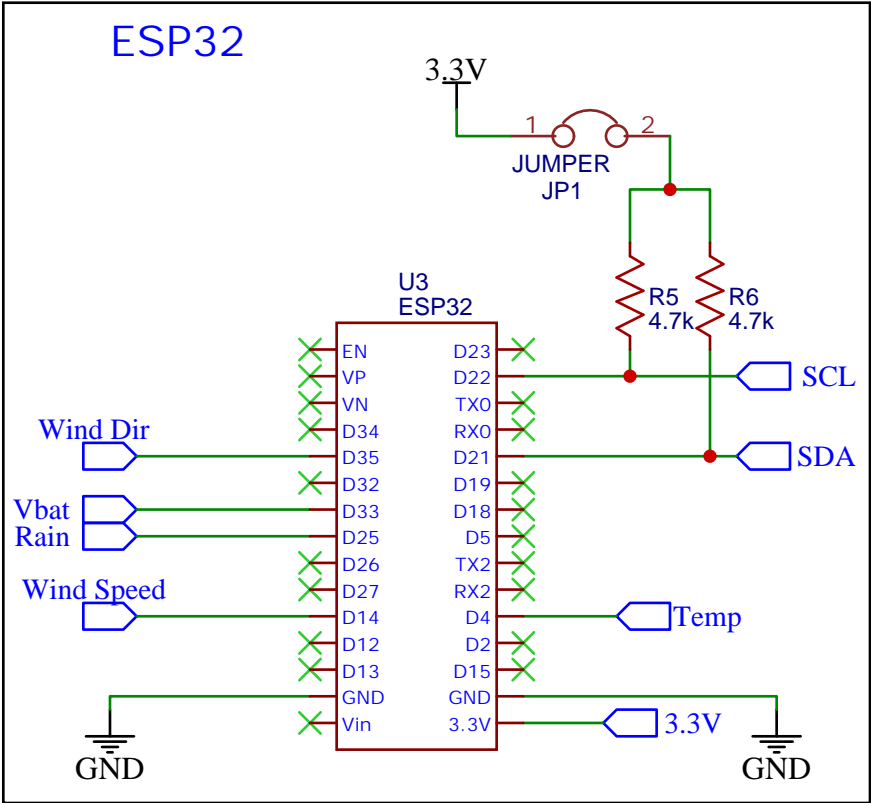 ESP32
3.3V
1 2
JUMPER
JP1
R5
4.7k
R6
4.7k
U3
ESP32
EN
VP
VN
D34
D35
D32
D33
D25
D26
D27
D14
D12
D13
GND
Vin
D23
D22
TX0
RX0
D21
D19
D18
D5
TX2
RX2
D4
D2
D15
GND
3.3V
Wind Dir
Vbat
Rain
Wind Speed
GND
SCL
SDA
Temp
3.3V
GND